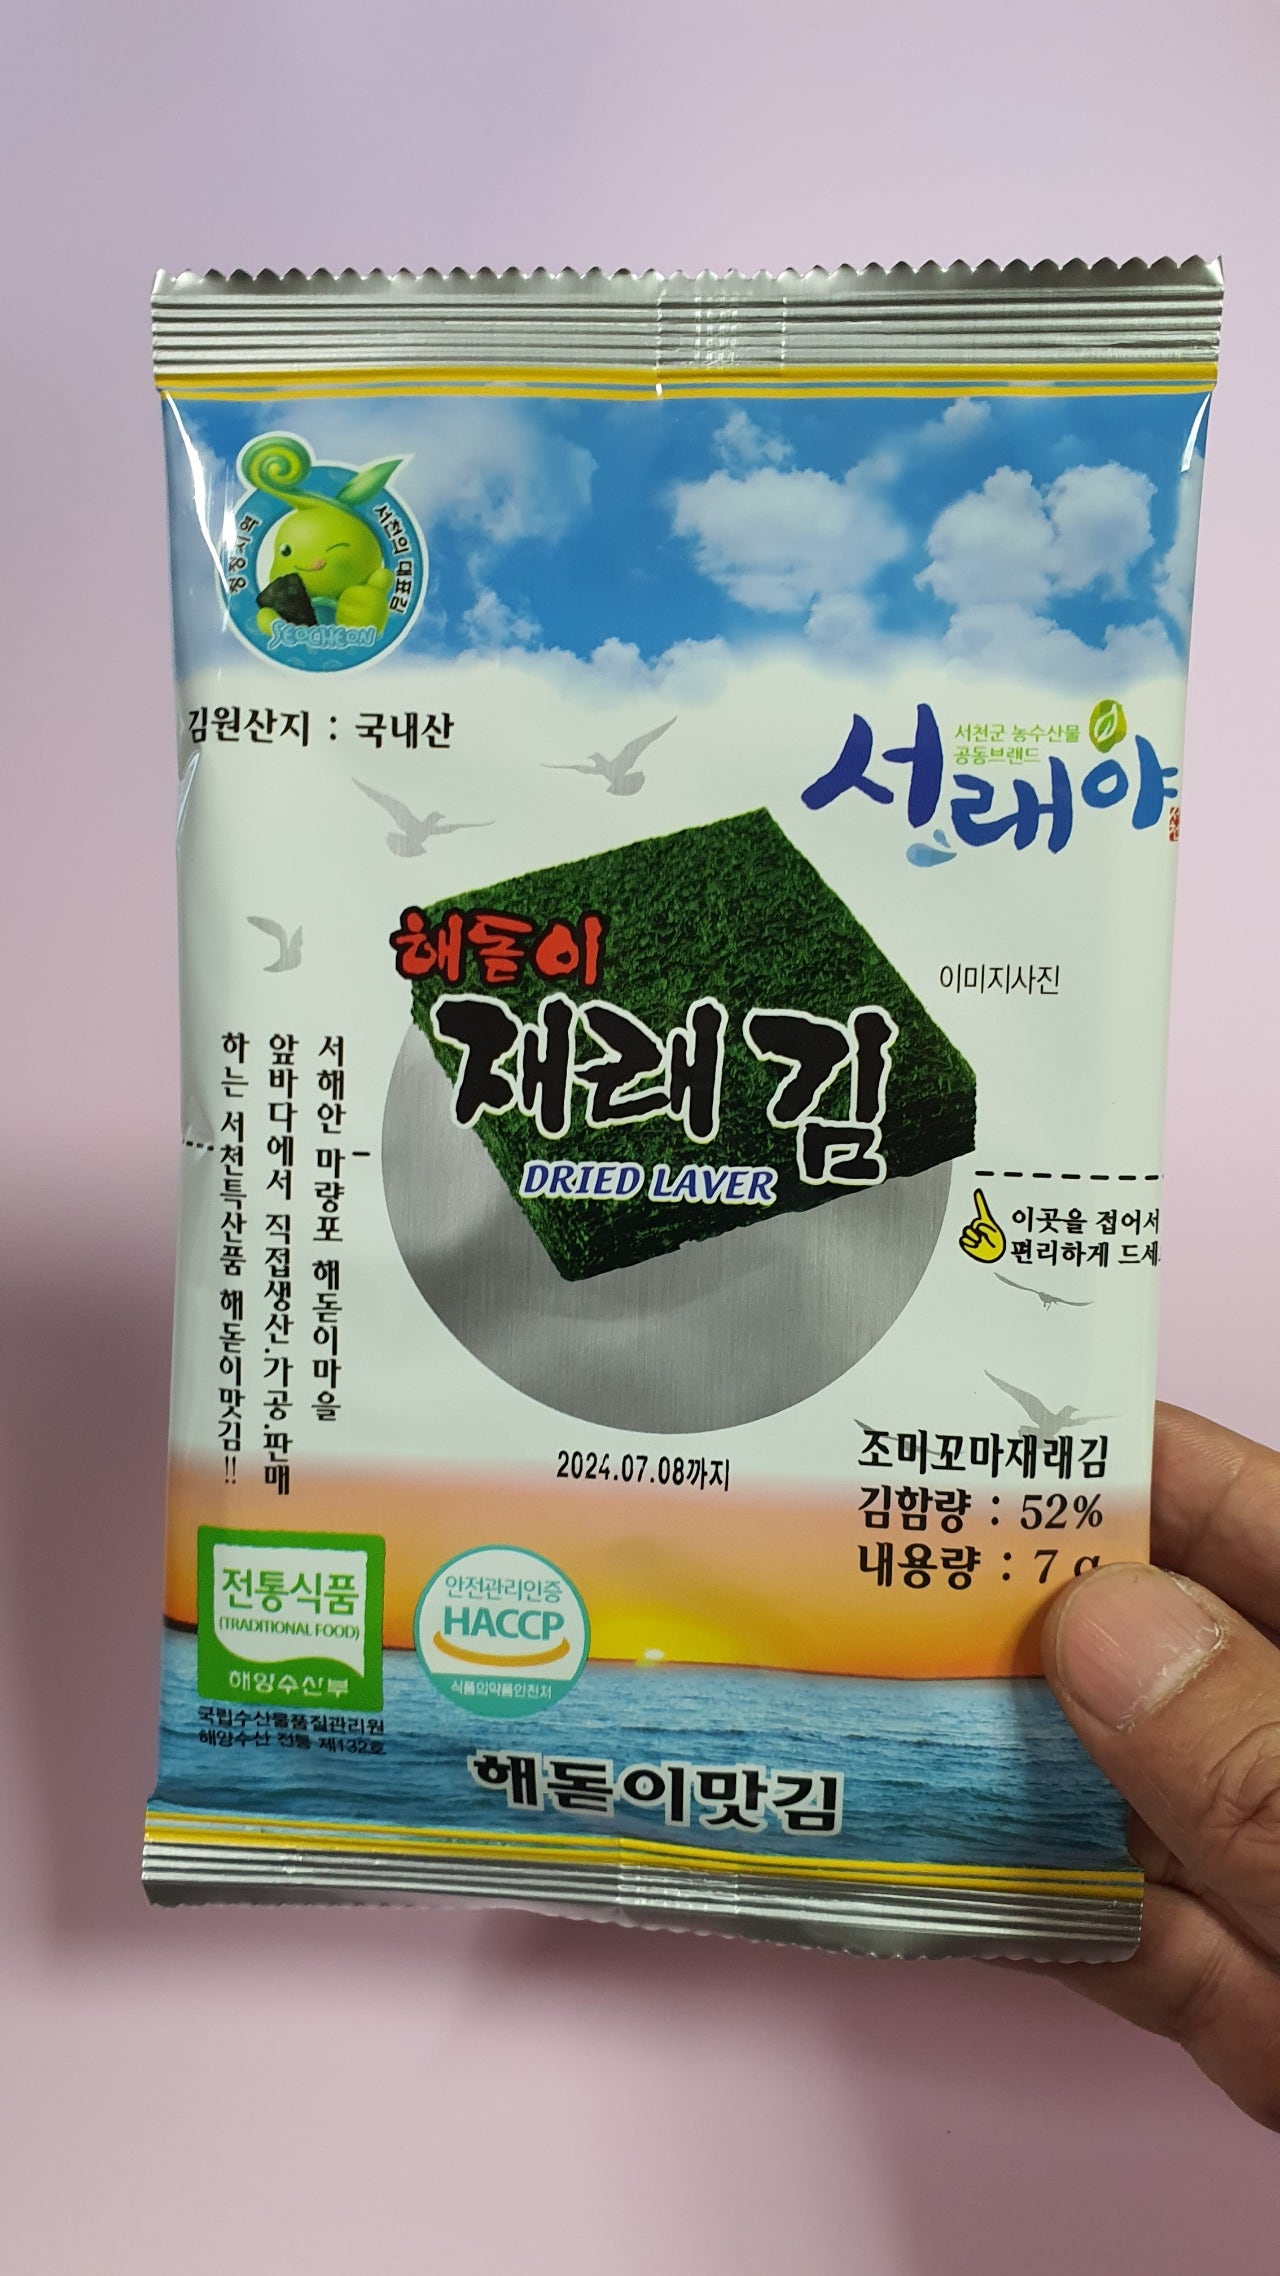 청정지역
서천의 대표김
SEOCHEON
김원산지 : 국내산
서천군 농수산물
공동브랜드
서래야
해돋이
재래김
DRIED LAVER
이미지사진
이곳을 접어서
편리하게 드세
서해안 마량포 해돋이마을
앞바다에서 직접생산.가공.판매
하는 서천특산품 해돋이맛김!!
2024.07.08까지
조미꼬마재래김
김함량 : 52%
내용량 : 7 g
전통식품
(TRADITIONAL FOOD)
해양수산부
국립수산물품질관리원
해양수산 전통 제132호
안전관리인증
HACCP
식품의약품안전처
해돋이맛김